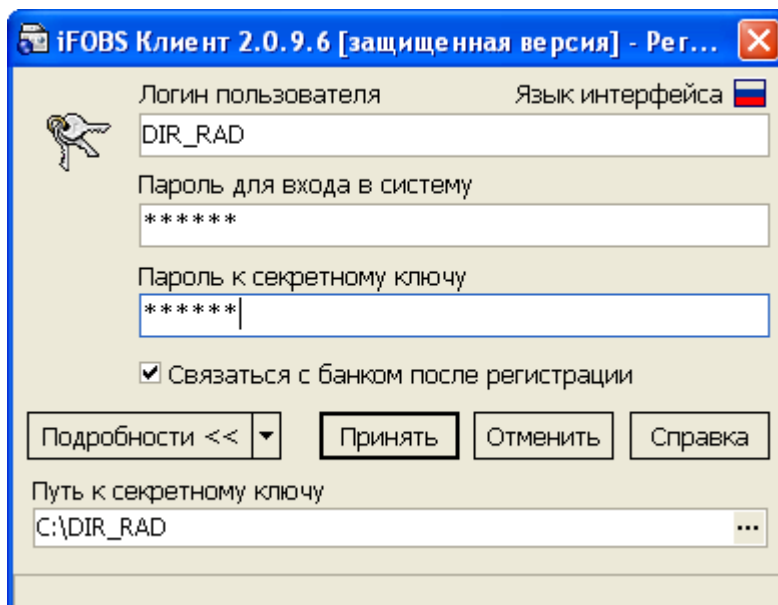 iFOBS Клиент 2.0.9.6 [защищенная версия] - Рег...
Логин пользователя Язык интерфейса
DIR_RAD
Пароль для входа в систему
******
Пароль к секретному ключу
******
Связаться с банком после регистрации
Подробности << Принять Отменить Справка
Путь к секретному ключу
C:\DIR_RAD ...